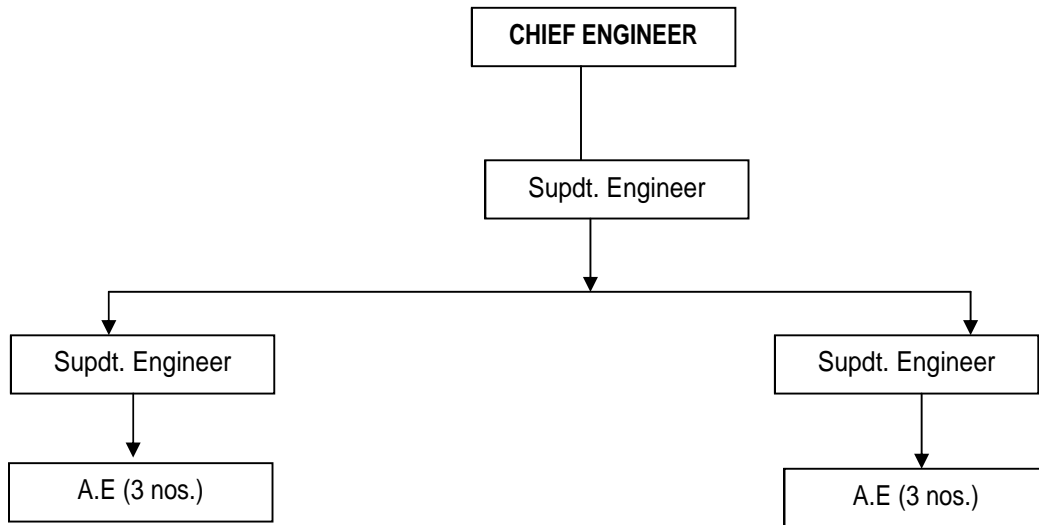 CHIEF ENGINEER
Supdt. Engineer
Supdt. Engineer
Supdt. Engineer
A.E (3 nos.)
A.E (3 nos.)